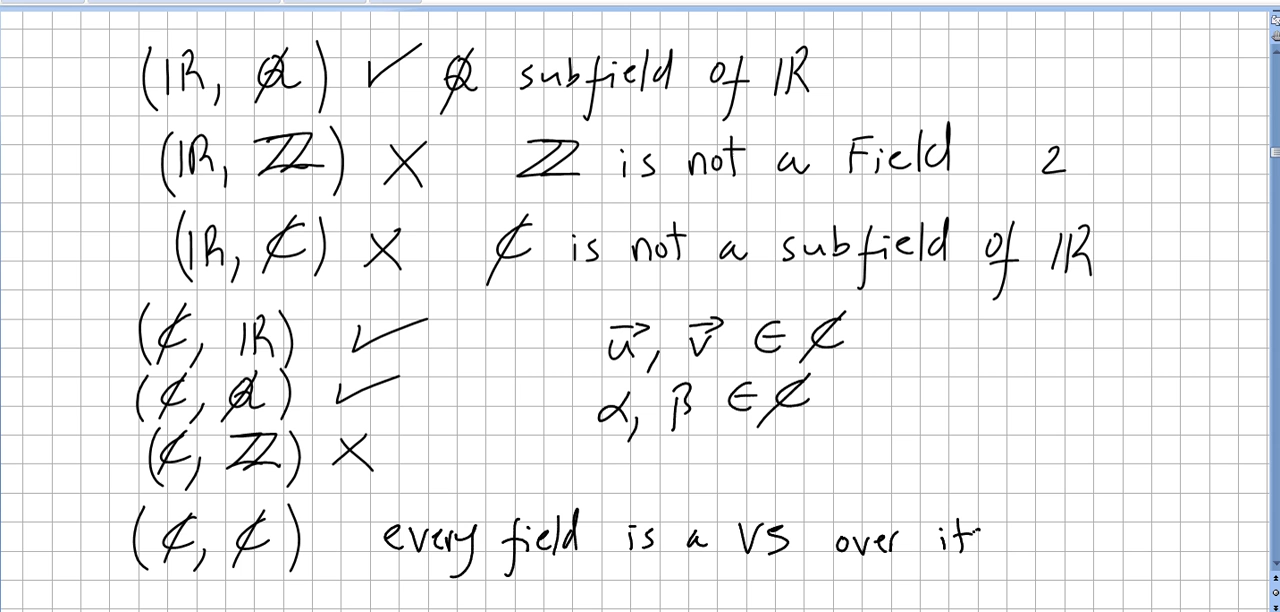 (ℝ, ℚ) ✓ ℚ subfield of ℝ
(ℝ, ℤ) × ℤ is not a Field 2
(ℝ, ℂ) × ℂ is not a subfield of ℝ
(ℂ, ℝ) ✓ u⃗, v⃗ ∈ ℂ
(ℂ, ℚ) ✓ α, β ∈ ℂ
(ℂ, ℤ) ×
(ℂ, ℂ) every field is a VS over it